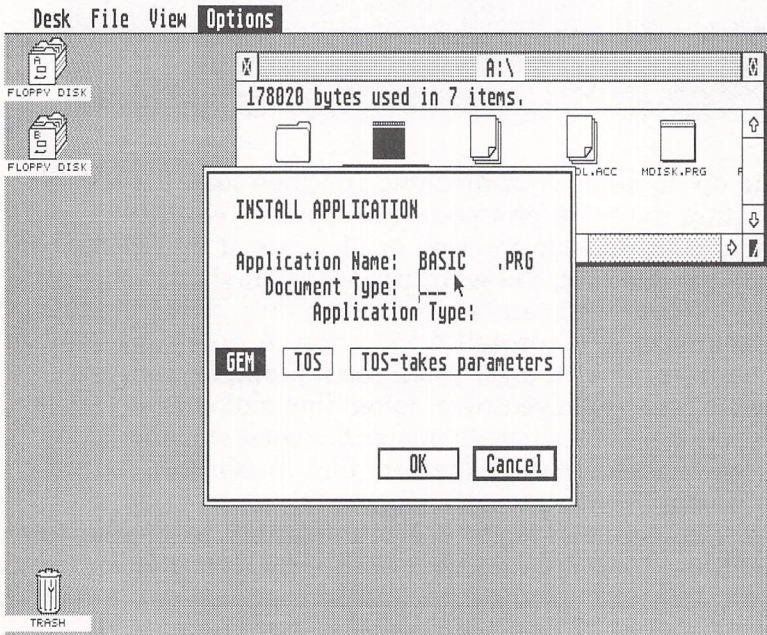 Desk File View Options
A:\
178020 bytes used in 7 items.
A
FLOPPY DISK
B
FLOPPY DISK
DL.ACC MDISK.PRG
INSTALL APPLICATION
Application Name: BASIC .PRG
Document Type: ___
Application Type:
GEM TOS TOS-takes parameters
OK Cancel
TRASH